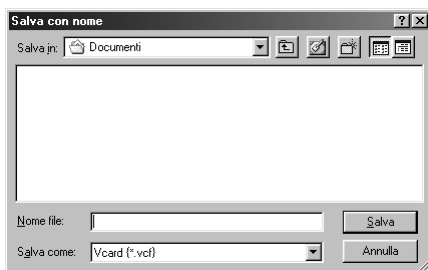 Salva con nome
Salva in: Documenti
Nome file: Salva
Salva come: Vcard (*.vcf) Annulla